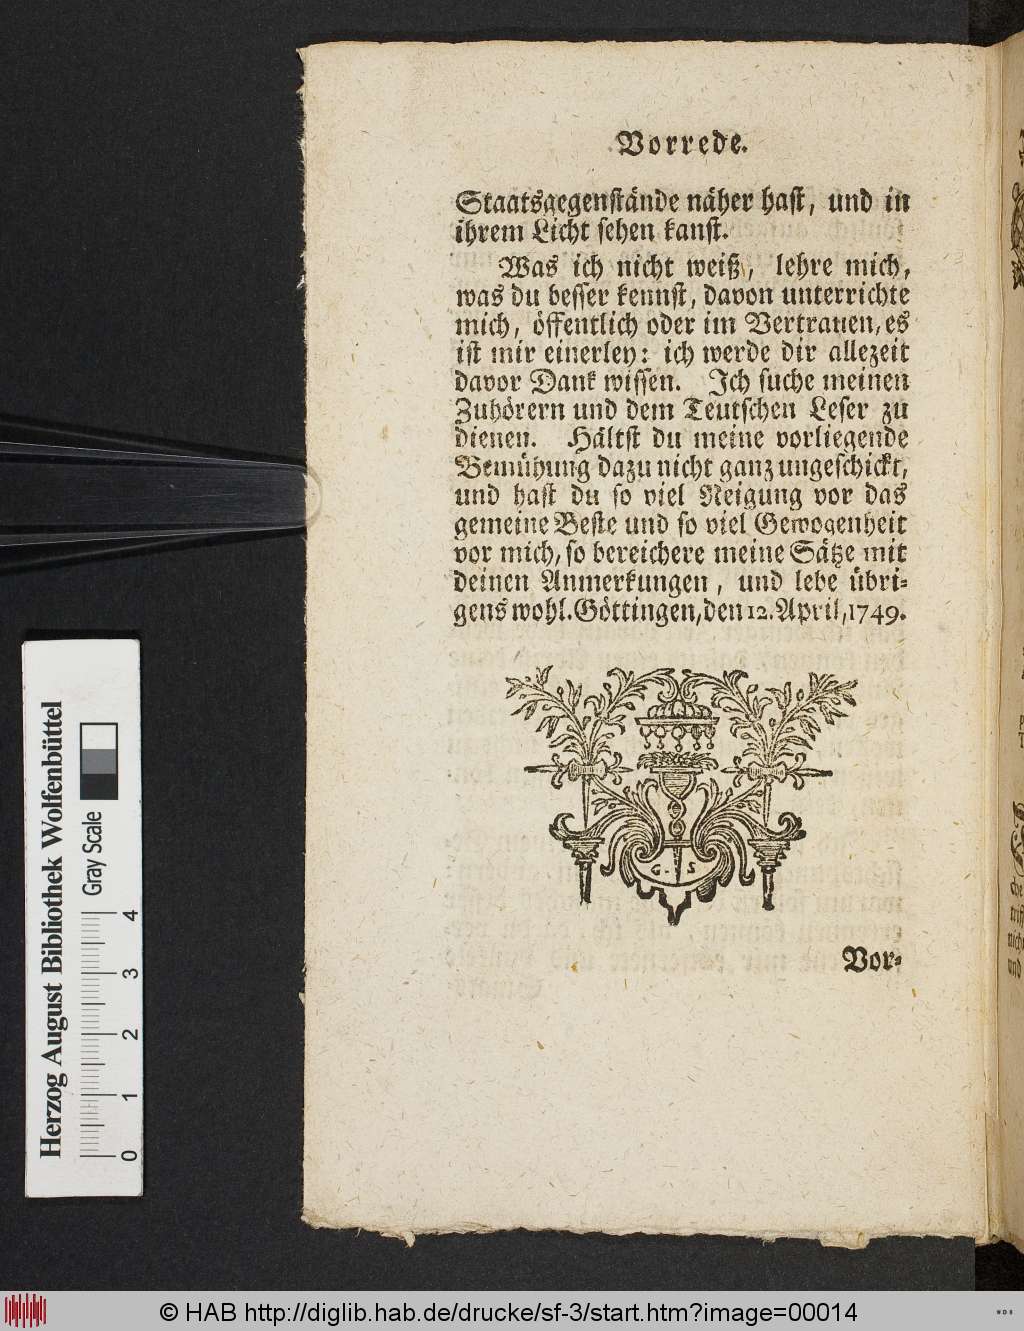 Vorrede.
Staatsgegenstände näher hast, und in
ihrem Licht sehen kanst.
Was ich nicht weiß, lehre mich,
was du besser kennst, davon unterrichte
mich, öffentlich oder im Vertrauen, es
ist mir einerley: ich werde dir allezeit
davor Dank wissen. Ich suche meinen
Zuhörern und dem Teutschen Leser zu
dienen. Hältst du meine vorliegende
Bemühung dazu nicht ganz ungeschickt,
und hast du so viel Neigung vor das
gemeine Beste und so viel Gewogenheit
vor mich, so bereichere meine Sätze mit
deinen Anmerkungen, und lebe übri-
gens wohl. Göttingen, den 12. April, 1749.
G. S
Vor-
Herzog August Bibliothek Wolfenbüttel
Gray Scale
0 1 2 3 4
© HAB http://diglib.hab.de/drucke/sf-3/start.htm?image=00014